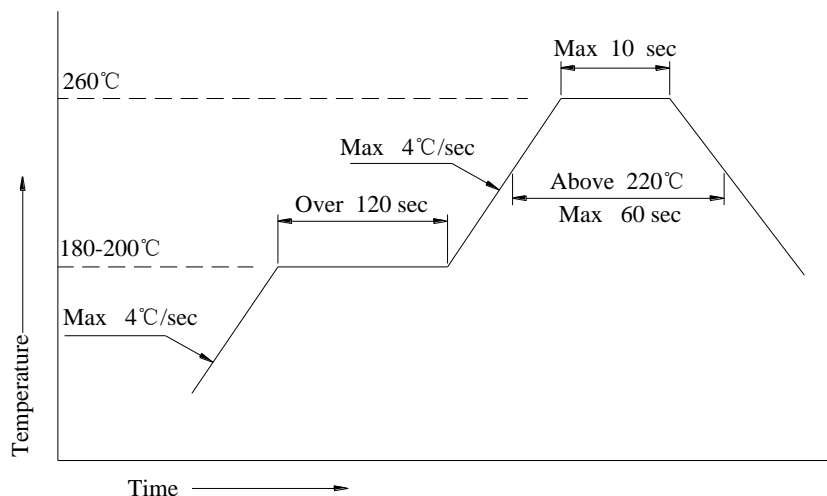 Max 10 sec
260℃
Max 4℃/sec
Above 220℃
Over 120 sec
Max 60 sec
180-200℃
Max 4℃/sec
Temperature
Time